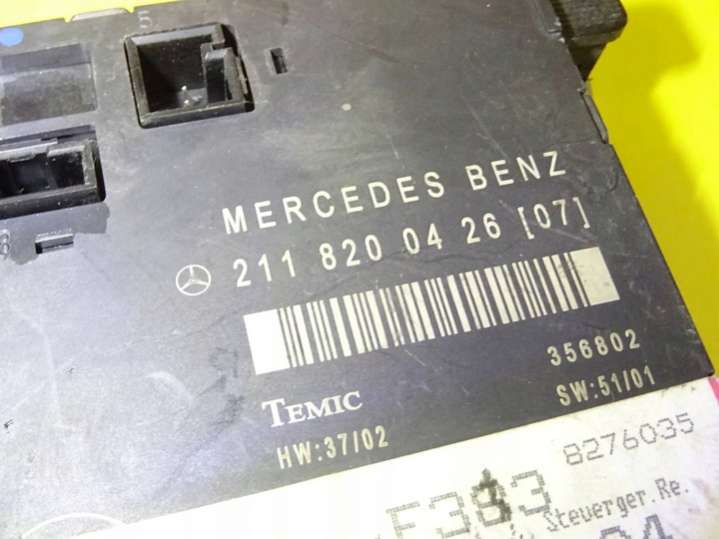 5
MERCEDES BENZ
211 820 04 26 [07]
356802
TEMIC
SW:51/01
HW:37/02
8276035
Steuerger.Re.